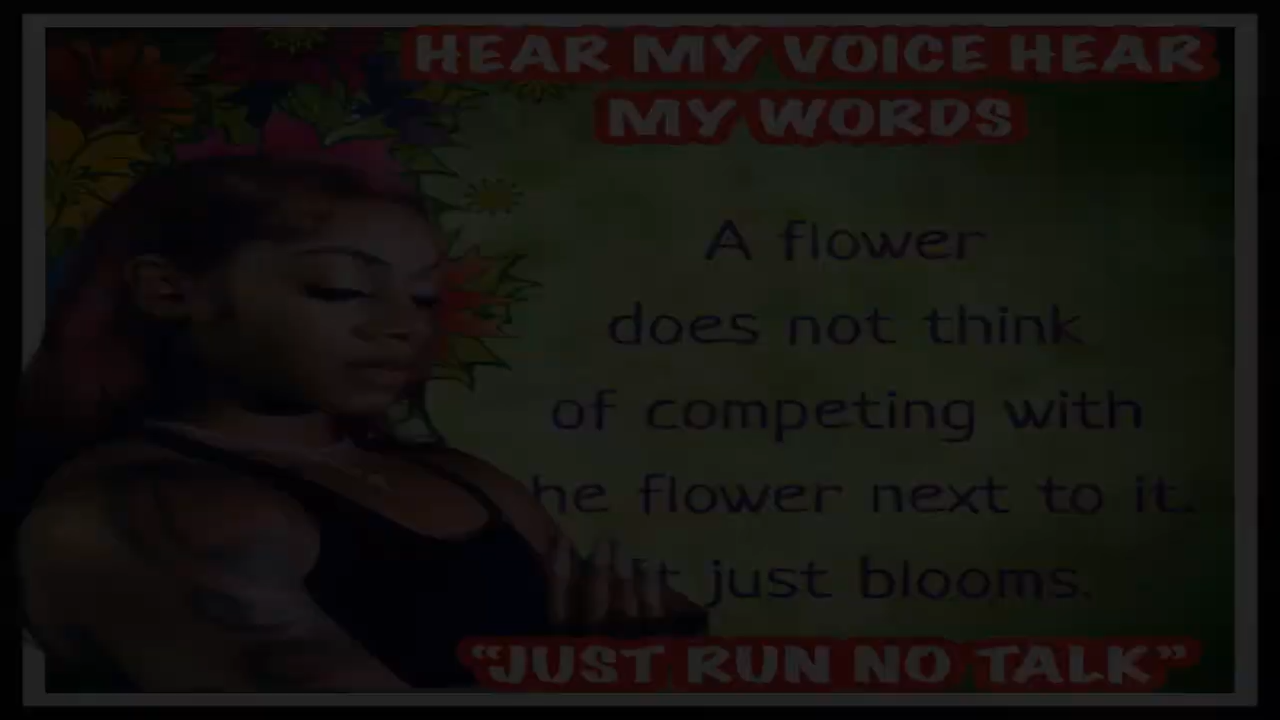 HEAR MY VOICE HEAR
MY WORDS
A flower
does not think
of competing with
he flower next to it.
It just blooms.
“JUST RUN NO TALK”